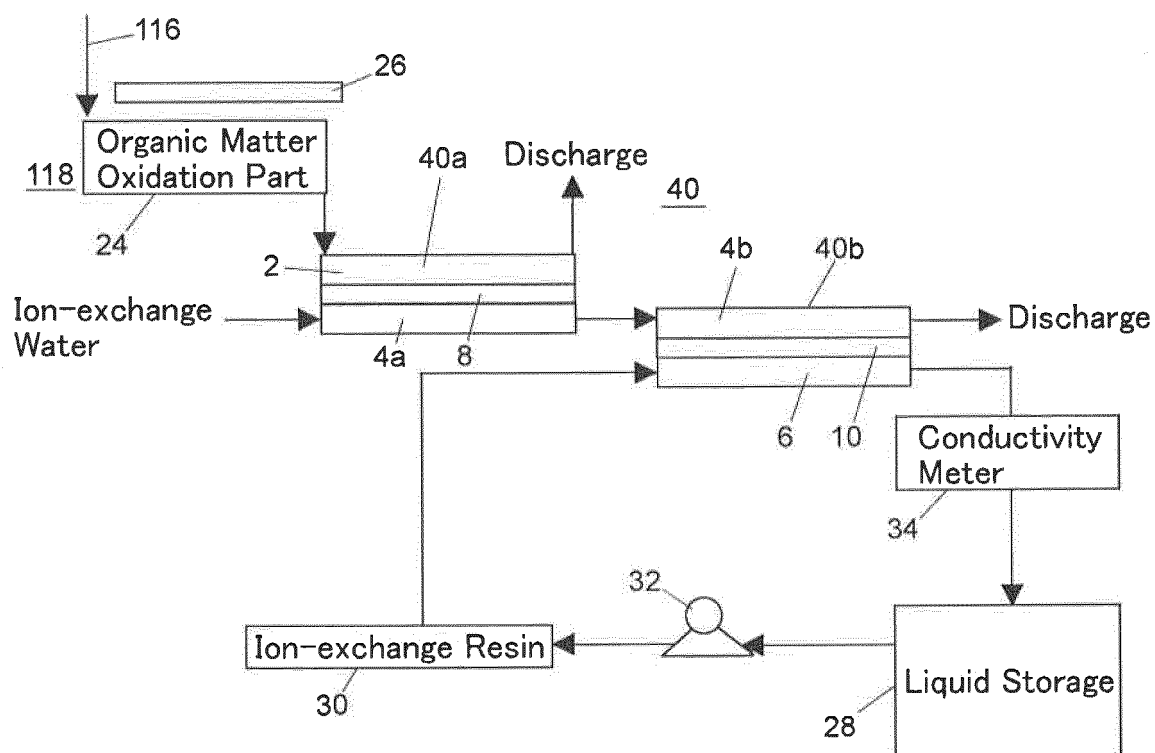 116
26
Organic Matter
Oxidation Part
118
24
40a
Discharge
40
2
4b
40b
Ion-exchange
Water
4a
8
Discharge
6
10
Conductivity
Meter
34
32
Ion-exchange Resin
30
Liquid Storage
28